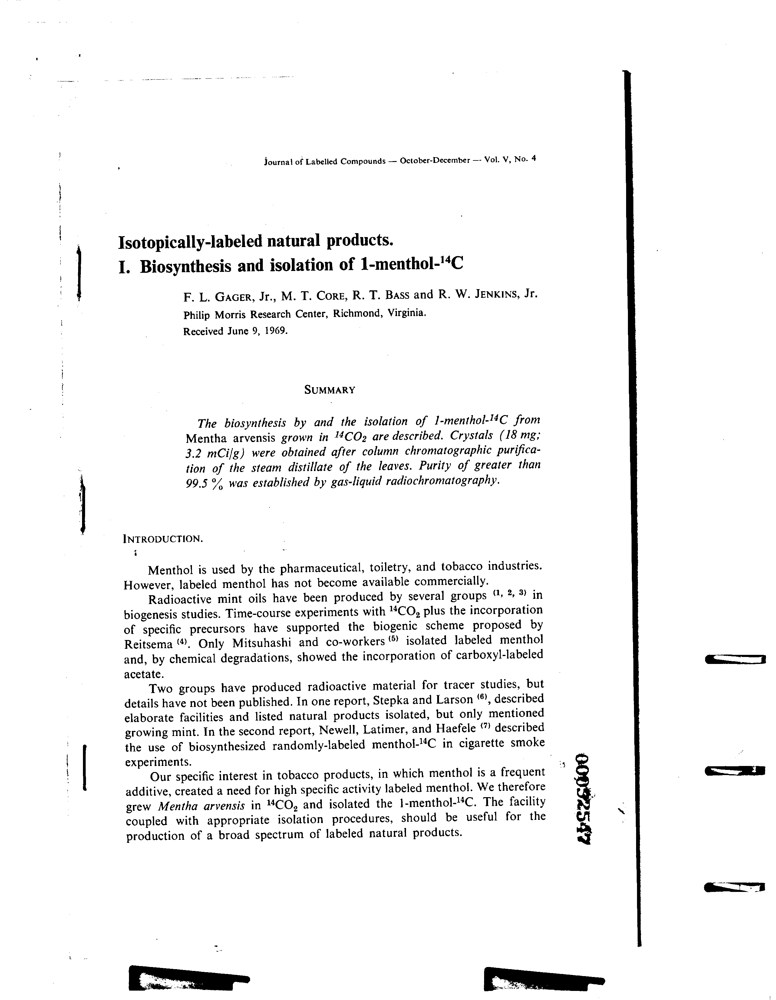 Journal of Labelled Compounds — October-December — Vol. V, No. 4
Isotopically-labeled natural products.
I. Biosynthesis and isolation of 1-menthol-¹⁴C
F. L. GAGER, Jr., M. T. CORE, R. T. BASS and R. W. JENKINS, Jr.
Philip Morris Research Center, Richmond, Virginia.
Received June 9, 1969.
SUMMARY
The biosynthesis by and the isolation of 1-menthol-¹⁴C from
Mentha arvensis grown in ¹⁴CO₂ are described. Crystals (18 mg;
3.2 mCi/g) were obtained after column chromatographic purifica-
tion of the steam distillate of the leaves. Purity of greater than
99.5 % was established by gas-liquid radiochromatography.
INTRODUCTION.
Menthol is used by the pharmaceutical, toiletry, and tobacco industries.
However, labeled menthol has not become available commercially.
Radioactive mint oils have been produced by several groups (1, 2, 3) in
biogenesis studies. Time-course experiments with ¹⁴CO₂ plus the incorporation
of specific precursors have supported the biogenic scheme proposed by
Reitsema (4). Only Mitsuhashi and co-workers (5) isolated labeled menthol
and, by chemical degradations, showed the incorporation of carboxyl-labeled
acetate.
Two groups have produced radioactive material for tracer studies, but
details have not been published. In one report, Stepka and Larson (6), described
elaborate facilities and listed natural products isolated, but only mentioned
growing mint. In the second report, Newell, Latimer, and Haefele (7) described
the use of biosynthesized randomly-labeled menthol-¹⁴C in cigarette smoke
experiments.
Our specific interest in tobacco products, in which menthol is a frequent
additive, created a need for high specific activity labeled menthol. We therefore
grew Mentha arvensis in ¹⁴CO₂ and isolated the 1-menthol-¹⁴C. The facility
coupled with appropriate isolation procedures, should be useful for the
production of a broad spectrum of labeled natural products.
00052547